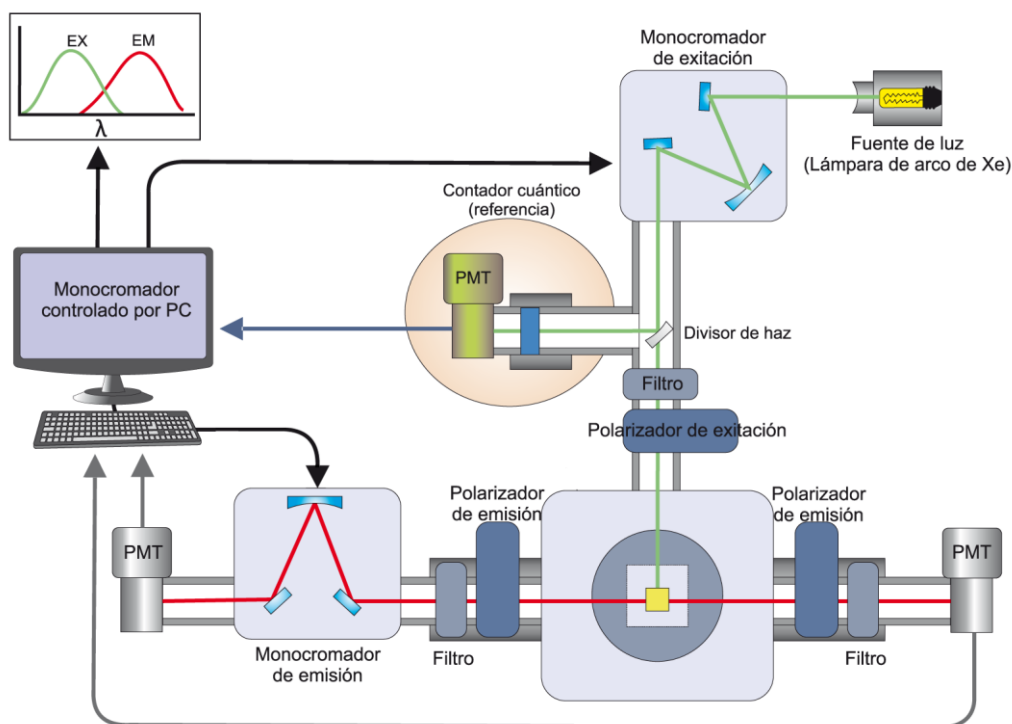 EX
EM
λ
Monocromador
de exitación
Fuente de luz
(Lámpara de arco de Xe)
Contador cuántico
(referencia)
PMT
Monocromador
controlado por PC
Divisor de haz
Filtro
Polarizador de exitación
Polarizador
de emisión
Polarizador
de emisión
PMT
PMT
Monocromador
de emisión
Filtro
Filtro